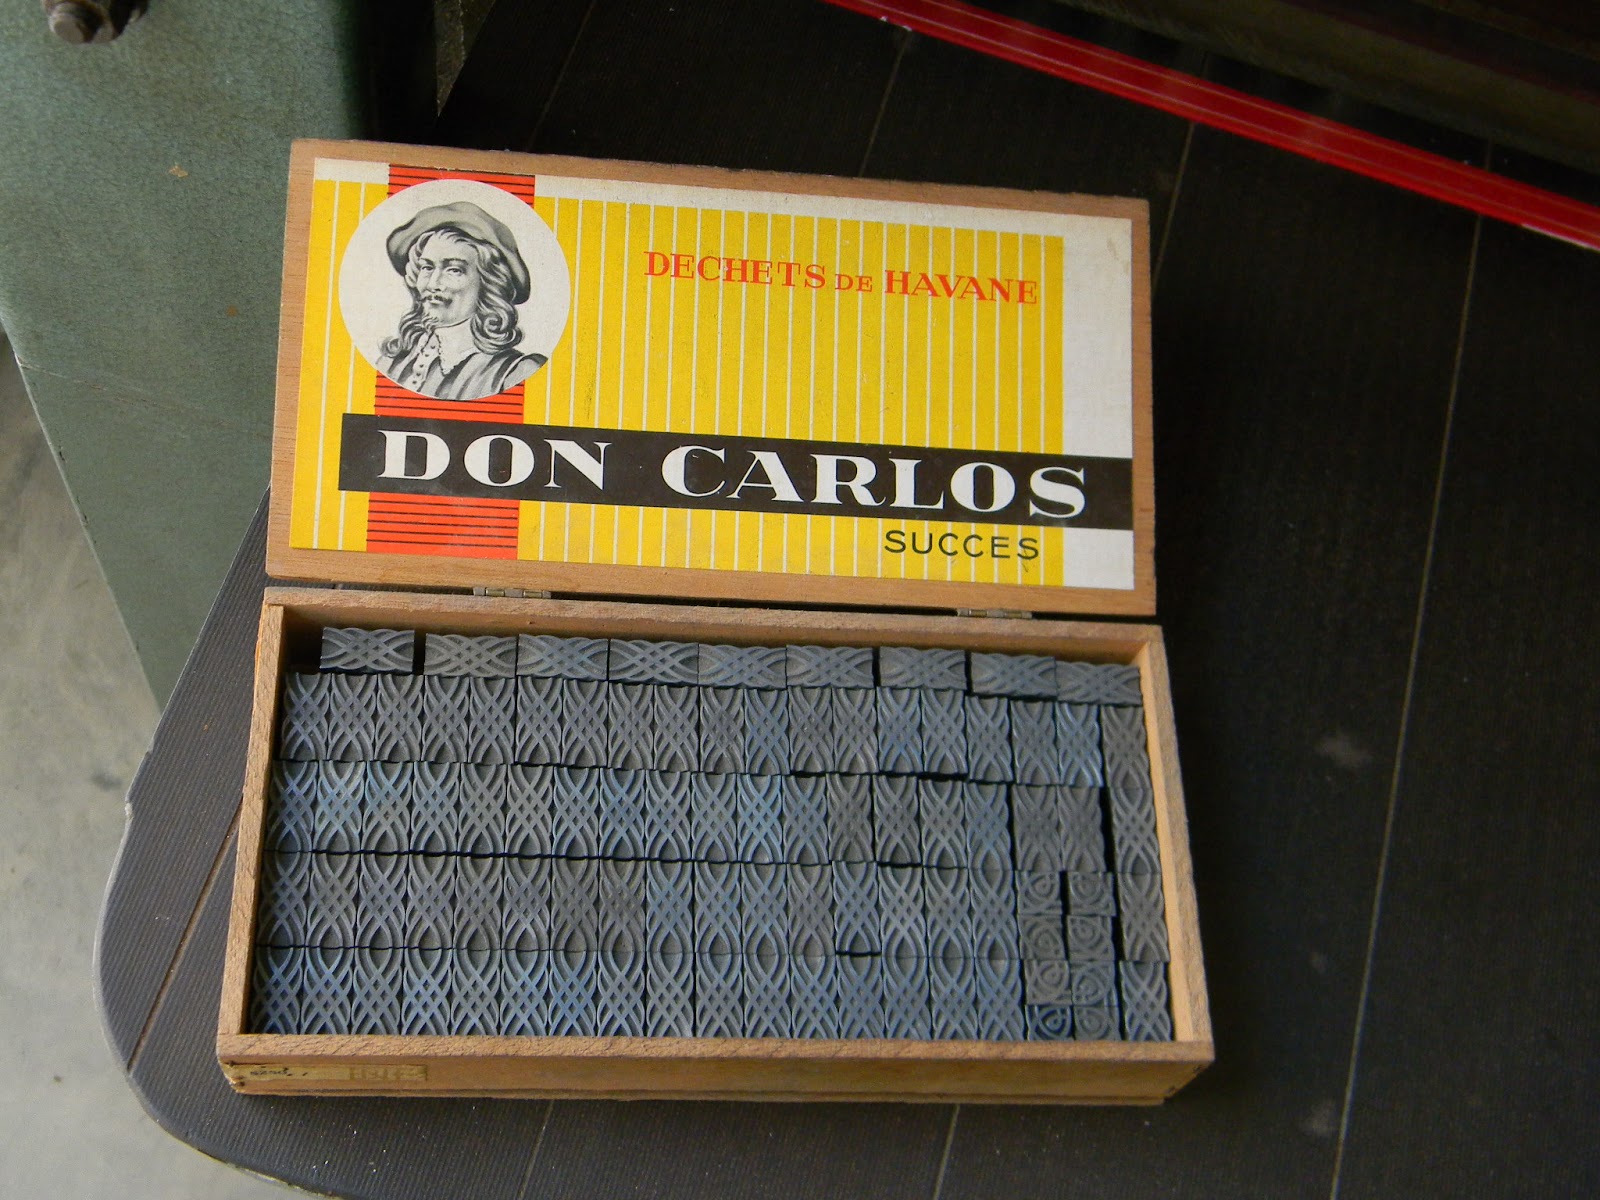 DECHETS DE HAVANE
DON CARLOS
SUCCES